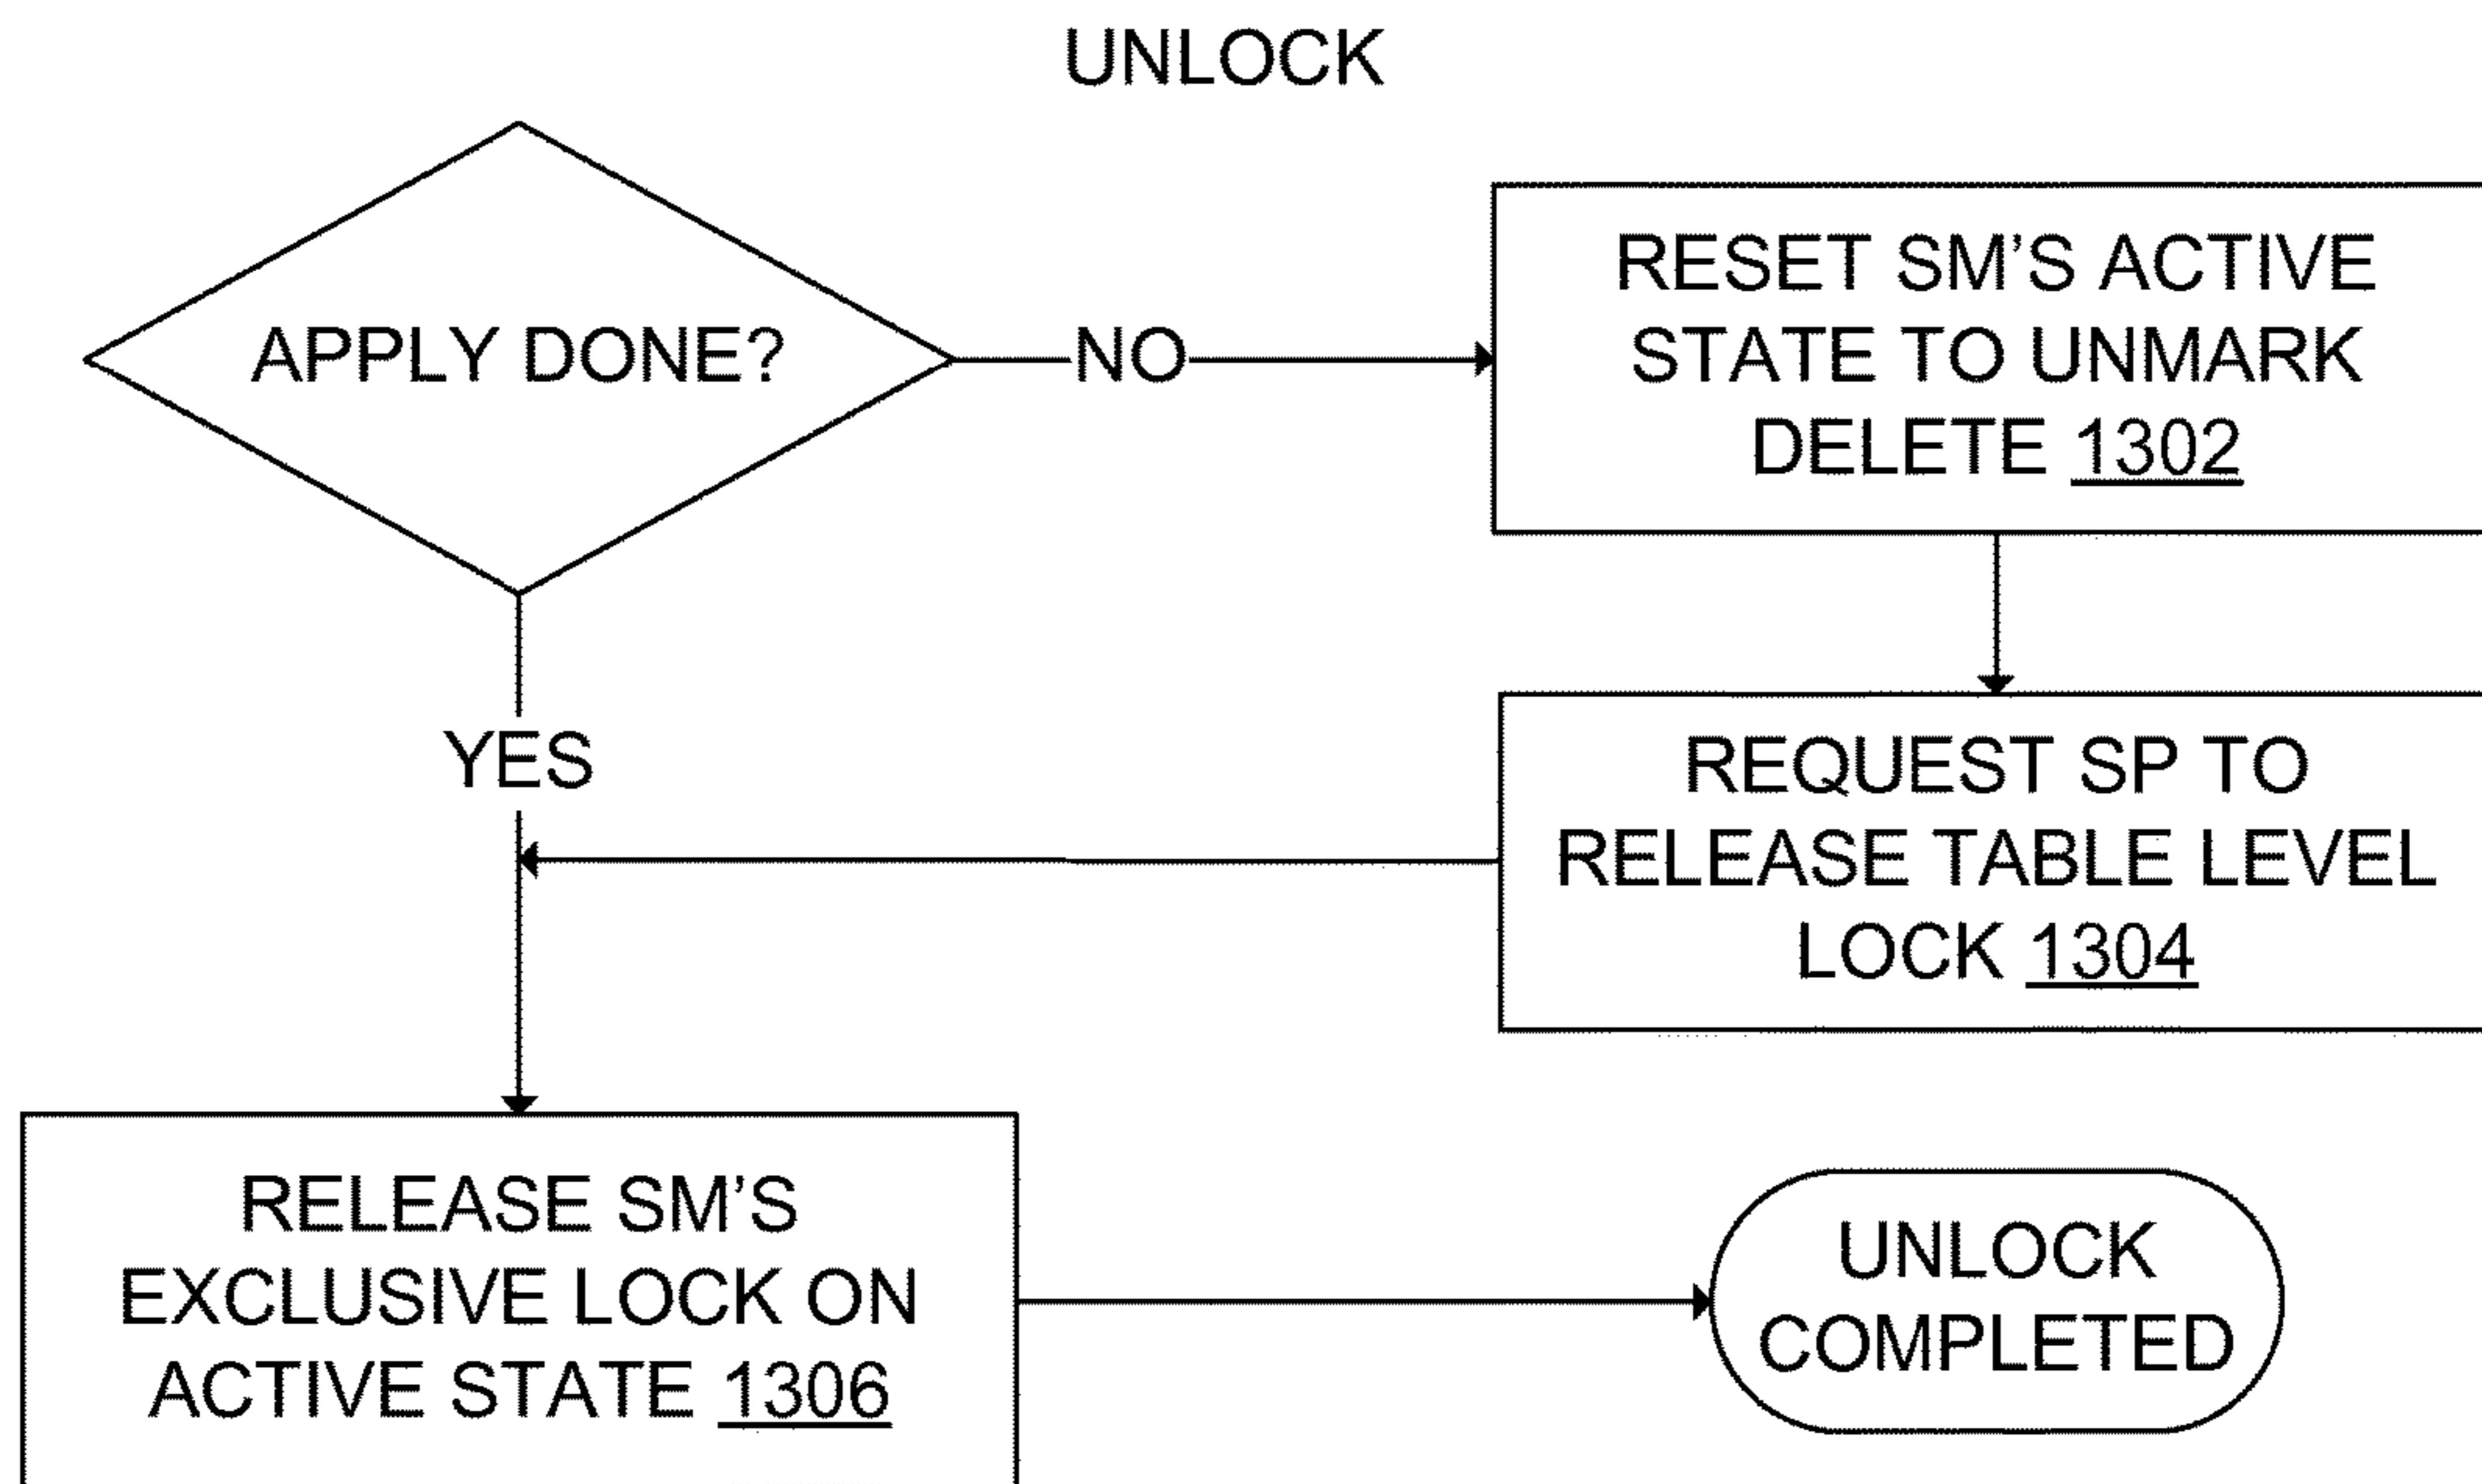 UNLOCK
APPLY DONE?
NO
RESET SM'S ACTIVE
STATE TO UNMARK
DELETE 1302
YES
REQUEST SP TO
RELEASE TABLE LEVEL
LOCK 1304
RELEASE SM'S
EXCLUSIVE LOCK ON
ACTIVE STATE 1306
UNLOCK
COMPLETED